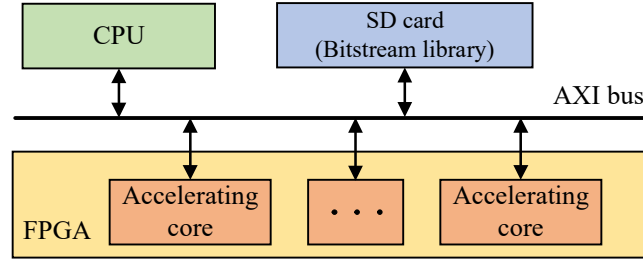 CPU
SD card
(Bitstream library)
AXI bus
Accelerating
core
. . .
Accelerating
core
FPGA